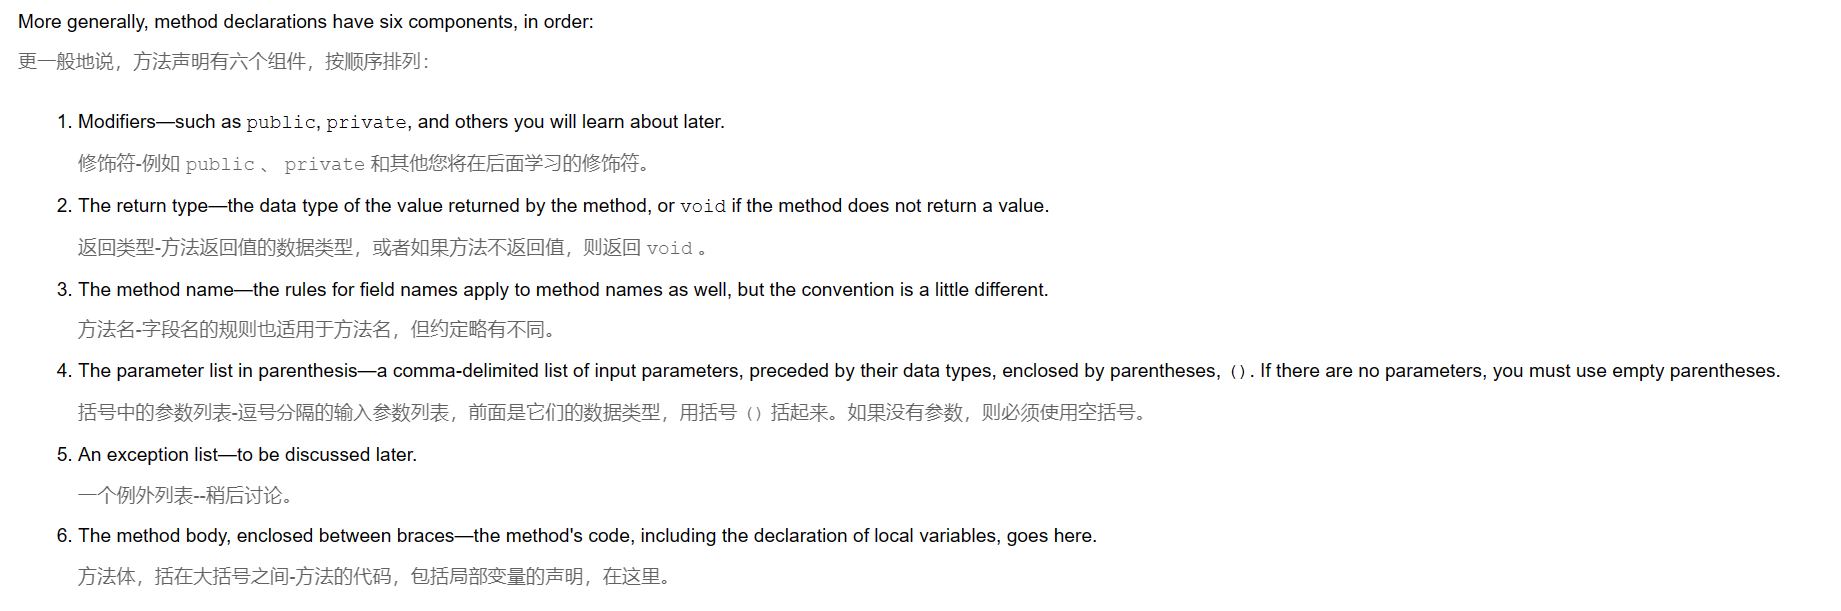 More generally, method declarations have six components, in order:
更一般地说，方法声明有六个组件，按顺序排列：
1. Modifiers—such as public, private, and others you will learn about later.
修饰符-例如 public 、 private 和其他您将在后面学习的修饰符。
2. The return type—the data type of the value returned by the method, or void if the method does not return a value.
返回类型-方法返回值的数据类型，或者如果方法不返回值，则返回 void 。
3. The method name—the rules for field names apply to method names as well, but the convention is a little different.
方法名-字段名的规则也适用于方法名，但约定略有不同。
4. The parameter list in parenthesis—a comma-delimited list of input parameters, preceded by their data types, enclosed by parentheses, (). If there are no parameters, you must use empty parentheses.
括号中的参数列表-逗号分隔的输入参数列表，前面是它们的数据类型，用括号 () 括起来。如果没有参数，则必须使用空括号。
5. An exception list—to be discussed later.
一个例外列表--稍后讨论。
6. The method body, enclosed between braces—the method's code, including the declaration of local variables, goes here.
方法体，括在大括号之间-方法的代码，包括局部变量的声明，在这里。